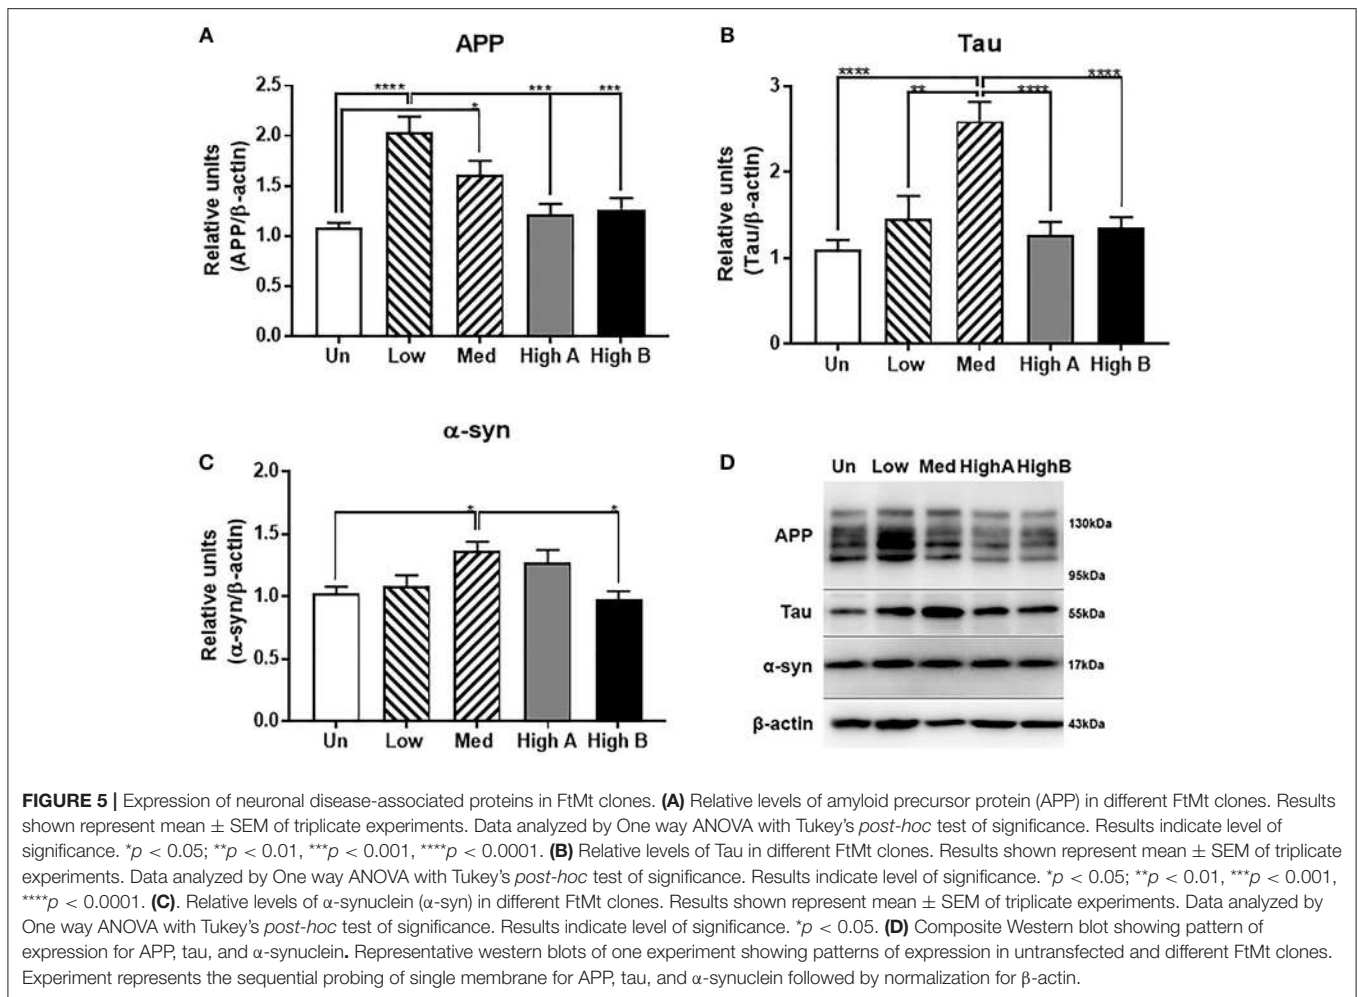 A
APP
2.5
2.0
1.5
1.0
0.5
0.0
Relative units
(APP/β-actin)
****
***
***
*
Un Low Med High A High B
B
Tau
3
2
1
0
Relative units
(Tau/β-actin)
****
****
**
****
Un Low Med High A High B
α-syn
C
2.0
1.5
1.0
0.5
0.0
Relative units
(α-syn/β-actin)
*
*
Un Low Med High A High B
D
Un Low Med HighA HighB
APP
130kDa
95kDa
Tau
55kDa
α-syn
17kDa
β-actin
43kDa
FIGURE 5 | Expression of neuronal disease-associated proteins in FtMt clones. (A) Relative levels of amyloid precursor protein (APP) in different FtMt clones. Results
shown represent mean ± SEM of triplicate experiments. Data analyzed by One way ANOVA with Tukey's post-hoc test of significance. Results indicate level of
significance. *p < 0.05; **p < 0.01, ***p < 0.001, ****p < 0.0001. (B) Relative levels of Tau in different FtMt clones. Results shown represent mean ± SEM of triplicate
experiments. Data analyzed by One way ANOVA with Tukey's post-hoc test of significance. Results indicate level of significance. *p < 0.05; **p < 0.01, ***p < 0.001,
****p < 0.0001. (C). Relative levels of α-synuclein (α-syn) in different FtMt clones. Results shown represent mean ± SEM of triplicate experiments. Data analyzed by
One way ANOVA with Tukey's post-hoc test of significance. Results indicate level of significance. *p < 0.05. (D) Composite Western blot showing pattern of
expression for APP, tau, and α-synuclein. Representative western blots of one experiment showing patterns of expression in untransfected and different FtMt clones.
Experiment represents the sequential probing of single membrane for APP, tau, and α-synuclein followed by normalization for β-actin.